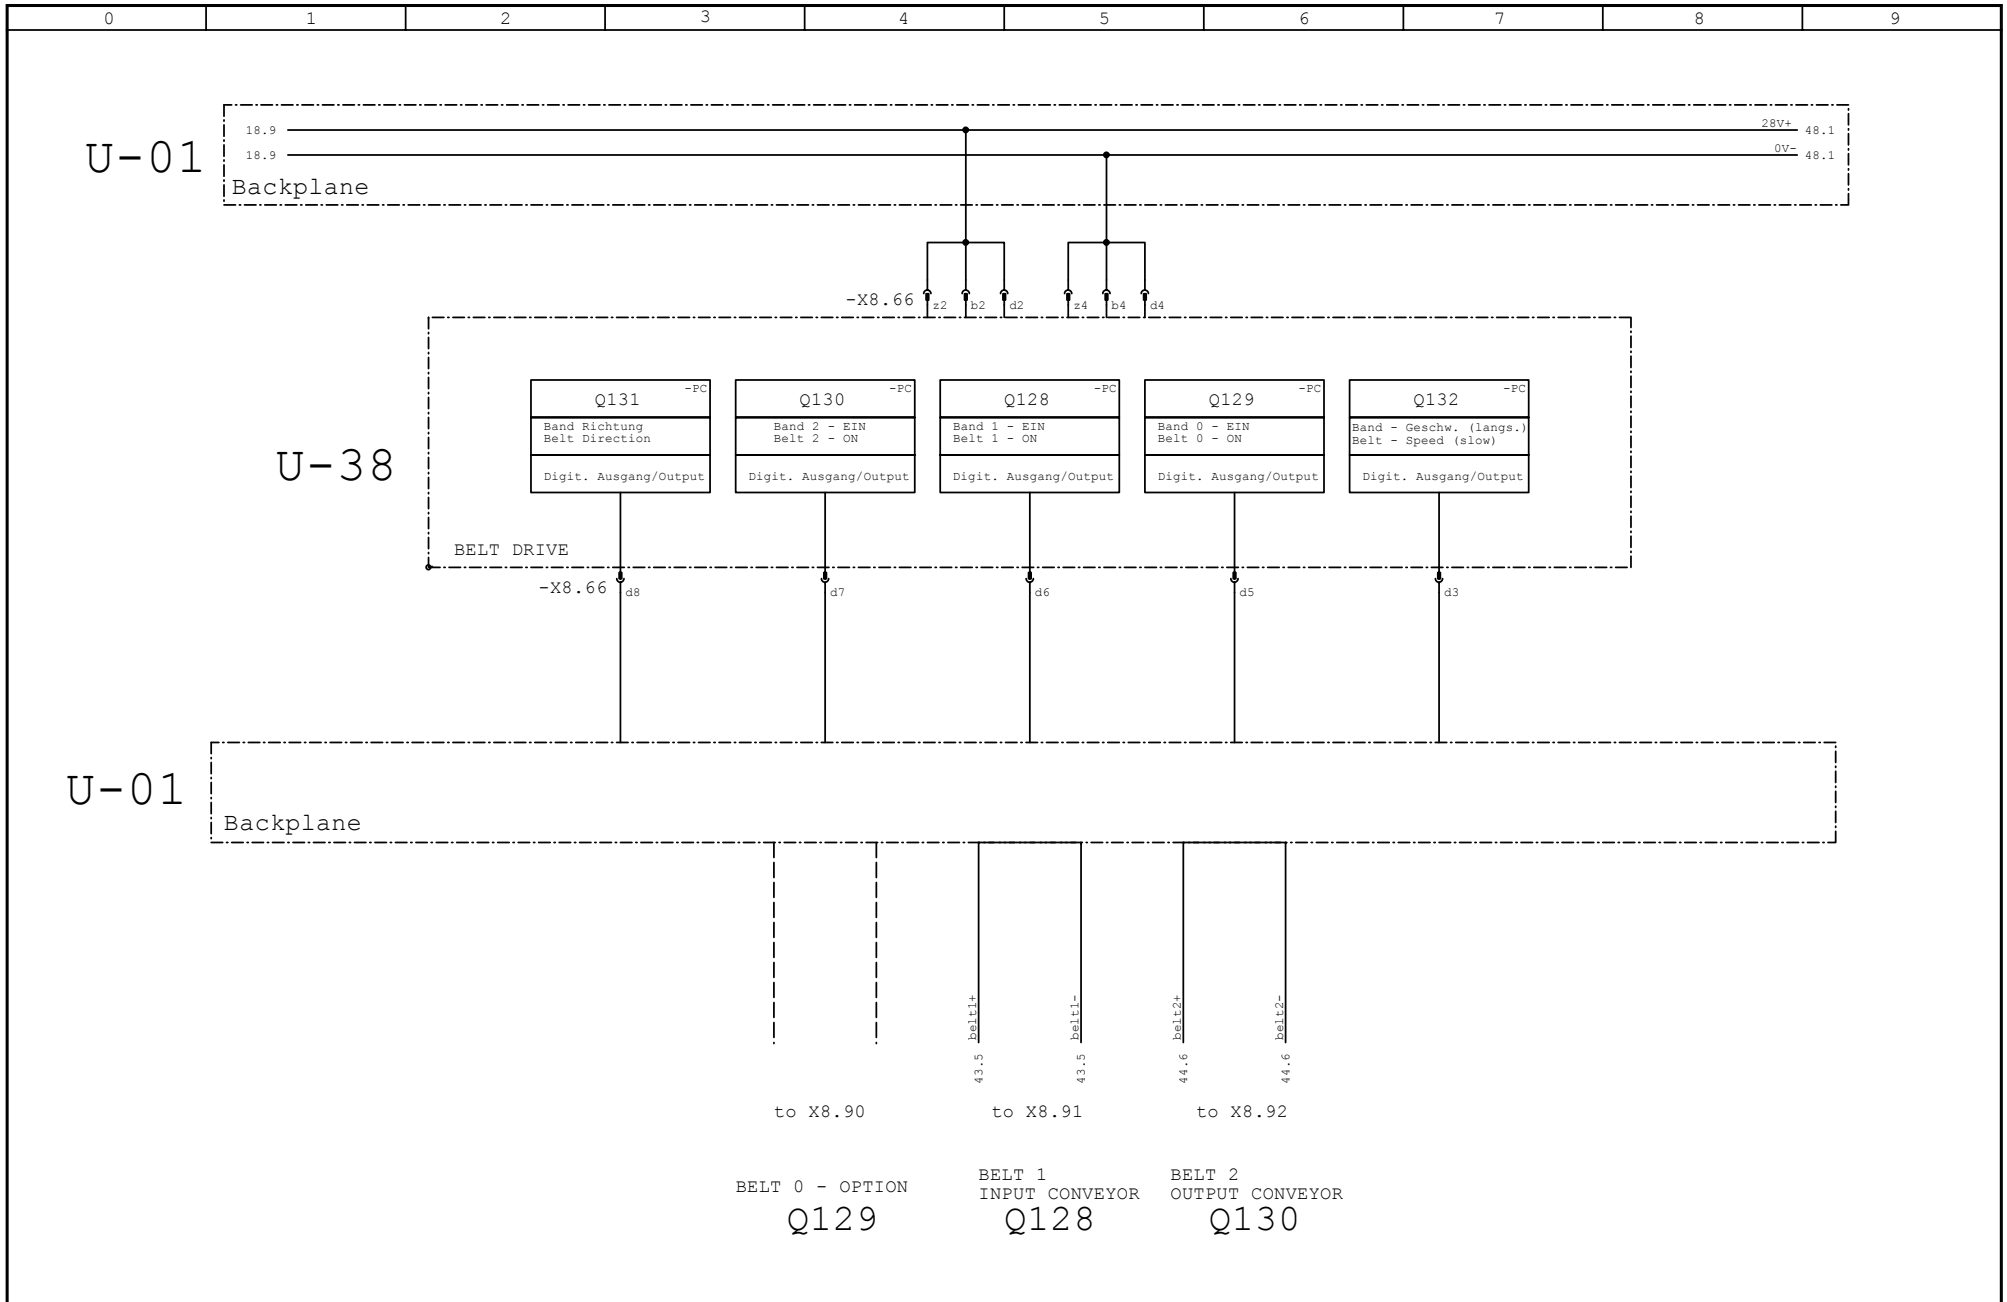 0 1 2 3 4 5 6 7 8 9
18.9 28V+ 48.1
U-01
18.9 0V- 48.1
Backplane
-X8.66 z2 b2 d2 z4 b4 d4
-PC -PC -PC -PC -PC
Q131 Q130 Q128 Q129 Q132
Band Richtung Band 2 - EIN Band 1 - EIN Band 0 - EIN Band - Geschw. (langs.)
Belt Direction Belt 2 - ON Belt 1 - ON Belt 0 - ON Belt - Speed (slow)
U-38
Digit. Ausgang/Output Digit. Ausgang/Output Digit. Ausgang/Output Digit. Ausgang/Output Digit. Ausgang/Output
BELT DRIVE
-X8.66 d8 d7 d6 d5 d3
U-01
Backplane
belt1+ belt1- belt2+ belt2-
43.5 43.5 44.6 44.6
to X8.90 to X8.91 to X8.92
BELT 0 - OPTION
Q129
BELT 1
INPUT CONVEYOR
Q128
BELT 2
OUTPUT CONVEYOR
Q130